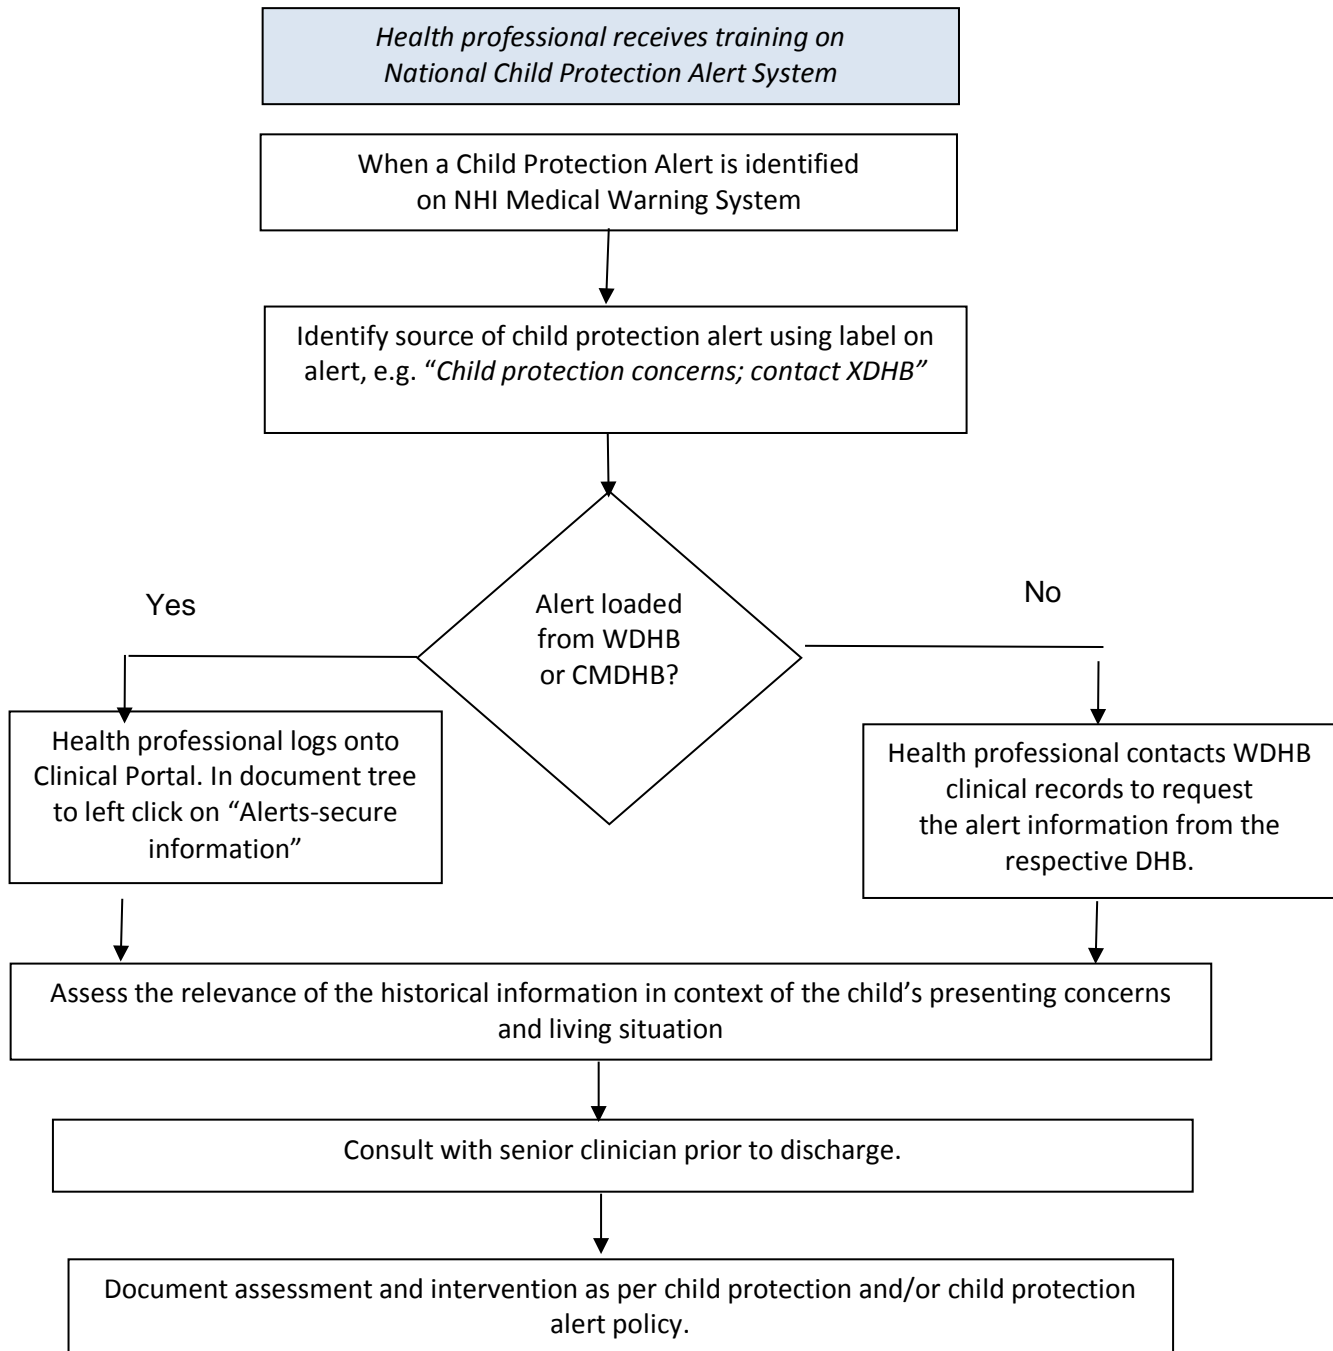 Health professional receives training on
National Child Protection Alert System
When a Child Protection Alert is identified
on NHI Medical Warning System
Identify source of child protection alert using label on
alert, e.g. “Child protection concerns; contact XDHB”
Yes
No
Alert loaded
from WDHB
or CMDHB?
Health professional logs onto
Clinical Portal. In document tree
to left click on “Alerts-secure
information”
Health professional contacts WDHB
clinical records to request
the alert information from the
respective DHB.
Assess the relevance of the historical information in context of the child’s presenting concerns
and living situation
Consult with senior clinician prior to discharge.
Document assessment and intervention as per child protection and/or child protection
alert policy.